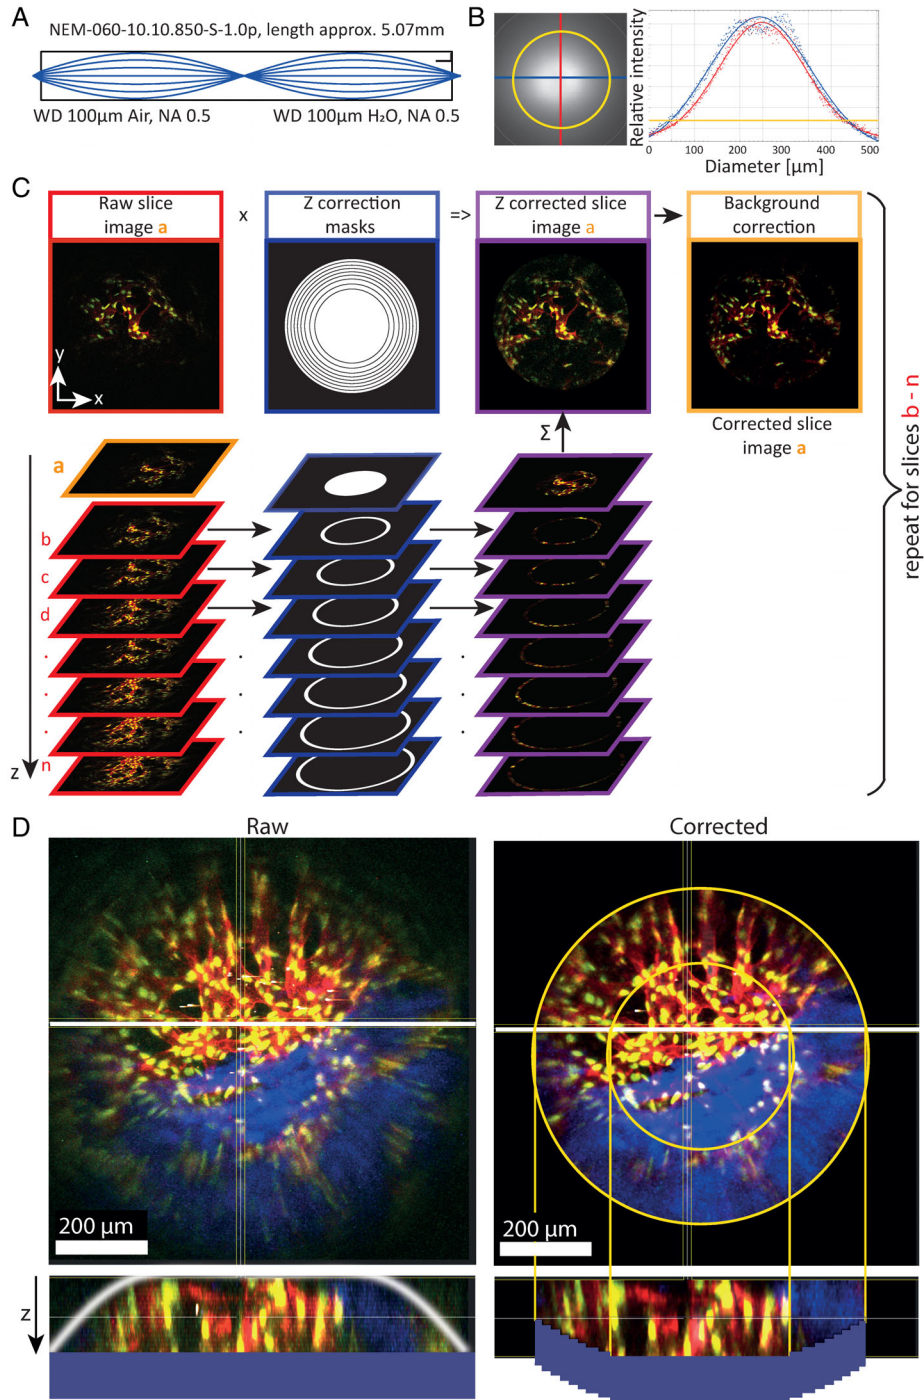 A
NEM-060-10.10.850-S-1.0p, length approx. 5.07mm
WD 100µm Air, NA 0.5
WD 100µm H₂O, NA 0.5
B
Relative intensity
0 100 200 300 400 500
Diameter [µm]
C
Raw slice
image a
x
Z correction
masks
=>
Z corrected slice
image a
Background
correction
y
x
Σ
Corrected slice
image a
repeat for slices b - n
a
b
c
d
.
.
.
n
z
D
Raw
Corrected
200 µm
200 µm
z